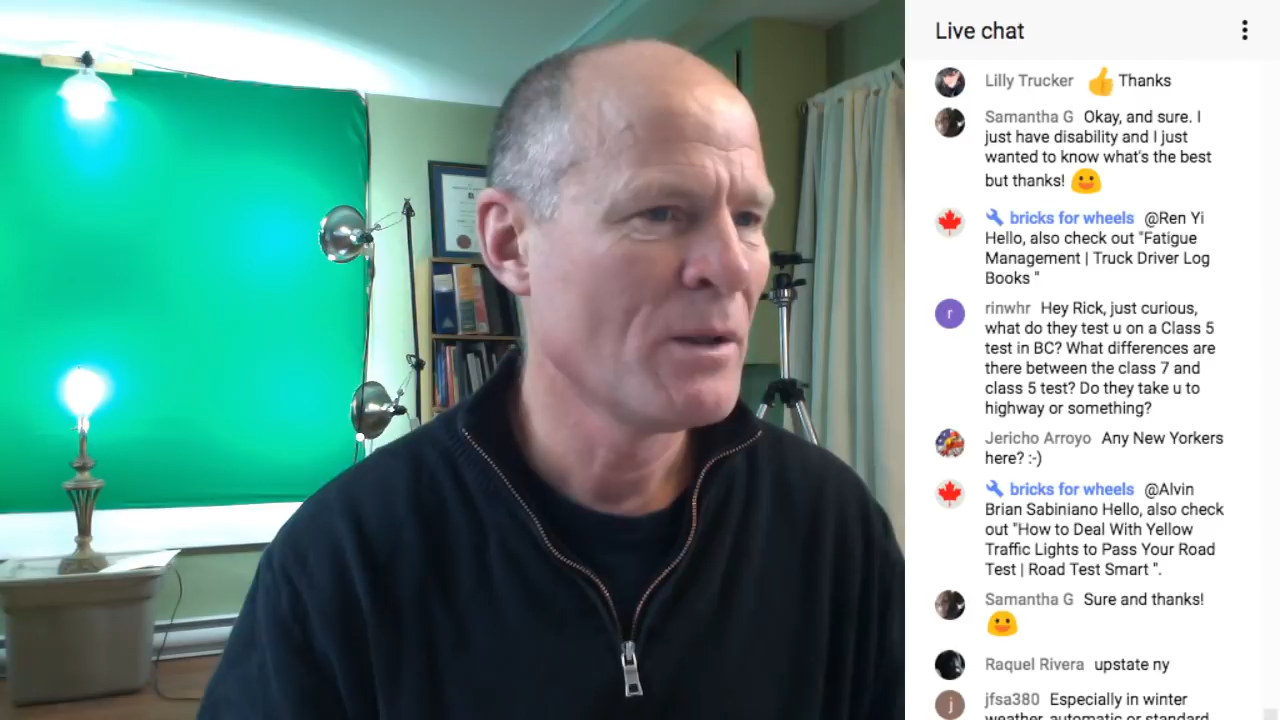 Live chat
Lilly Trucker 👍 Thanks
Samantha G Okay, and sure. I
just have disability and I just
wanted to know what's the best
but thanks! 😃
bricks for wheels @Ren Yi
Hello, also check out "Fatigue
Management | Truck Driver Log
Books "
r rinwhr Hey Rick, just curious,
what do they test u on a Class 5
test in BC? What differences are
there between the class 7 and
class 5 test? Do they take u to
highway or something?
Jericho Arroyo Any New Yorkers
here? :-)
bricks for wheels @Alvin
Brian Sabiniano Hello, also check
out "How to Deal With Yellow
Traffic Lights to Pass Your Road
Test | Road Test Smart ".
Samantha G Sure and thanks!
😃
Raquel Rivera upstate ny
j jfsa380 Especially in winter
weather, automatic or standard